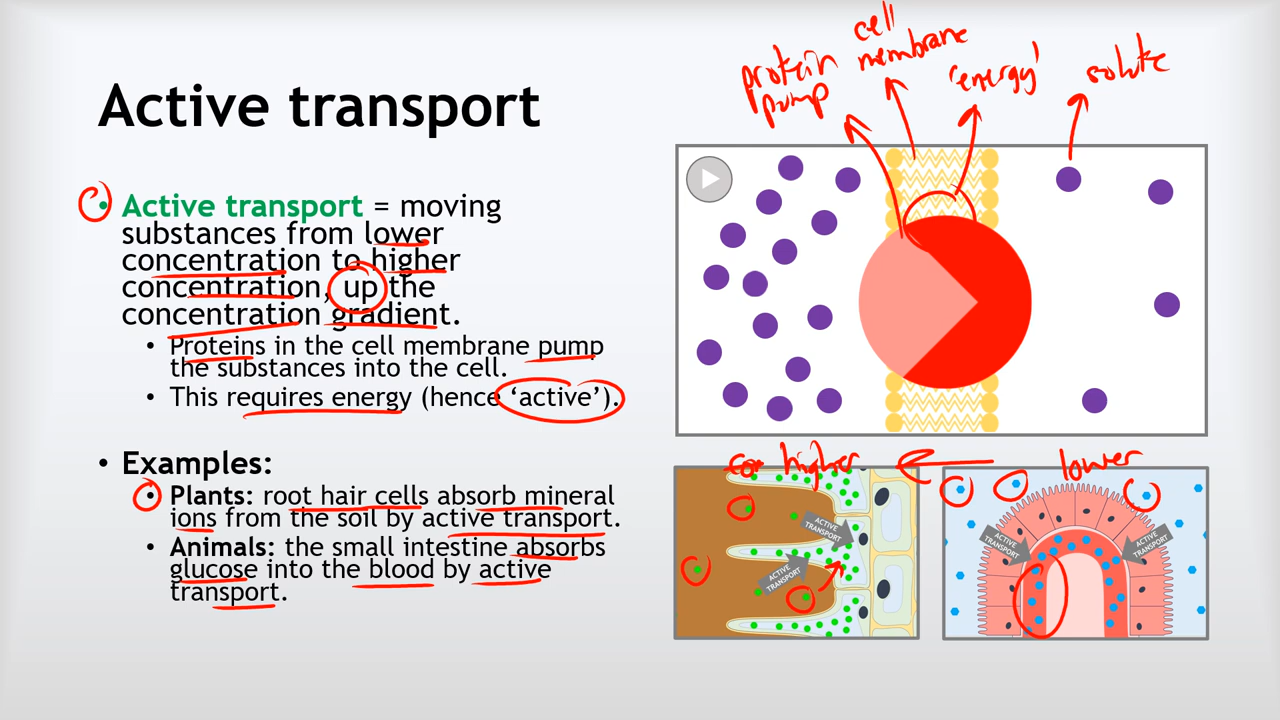 Active transport
• Active transport = moving
substances from lower
concentration to higher
concentration, up the
concentration gradient.
• Proteins in the cell membrane pump
the substances into the cell.
• This requires energy (hence ‘active’).
• Examples:
• Plants: root hair cells absorb mineral
ions from the soil by active transport.
• Animals: the small intestine absorbs
glucose into the blood by active
transport.
protein
pump
cell
membrane
'energy'
solute
higher
lower
ACTIVE
TRANSPORT
ACTIVE
TRANSPORT
ACTIVE
TRANSPORT
ACTIVE
TRANSPORT